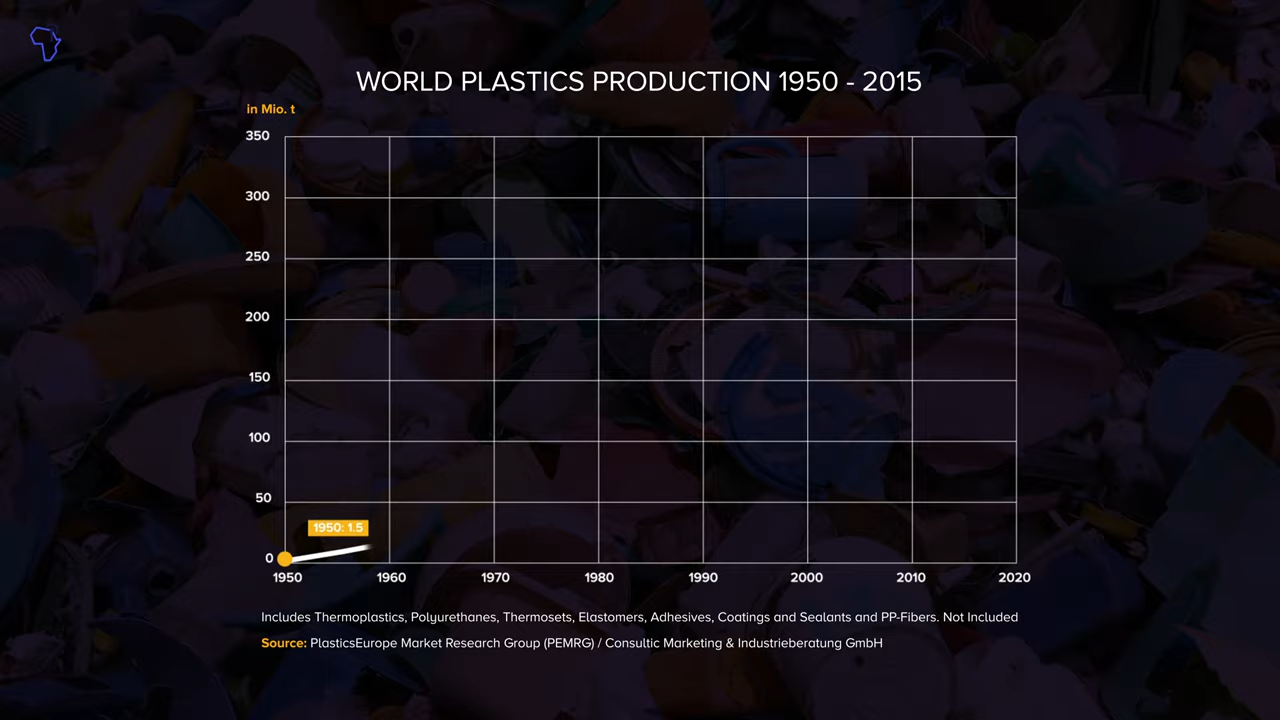 WORLD PLASTICS PRODUCTION 1950 - 2015
in Mio. t
350
300
250
200
150
100
50
1950: 1.5
0
1950 1960 1970 1980 1990 2000 2010 2020
Includes Thermoplastics, Polyurethanes, Thermosets, Elastomers, Adhesives, Coatings and Sealants and PP-Fibers. Not Included
Source: PlasticsEurope Market Research Group (PEMRG) / Consultic Marketing & Industrieberatung GmbH